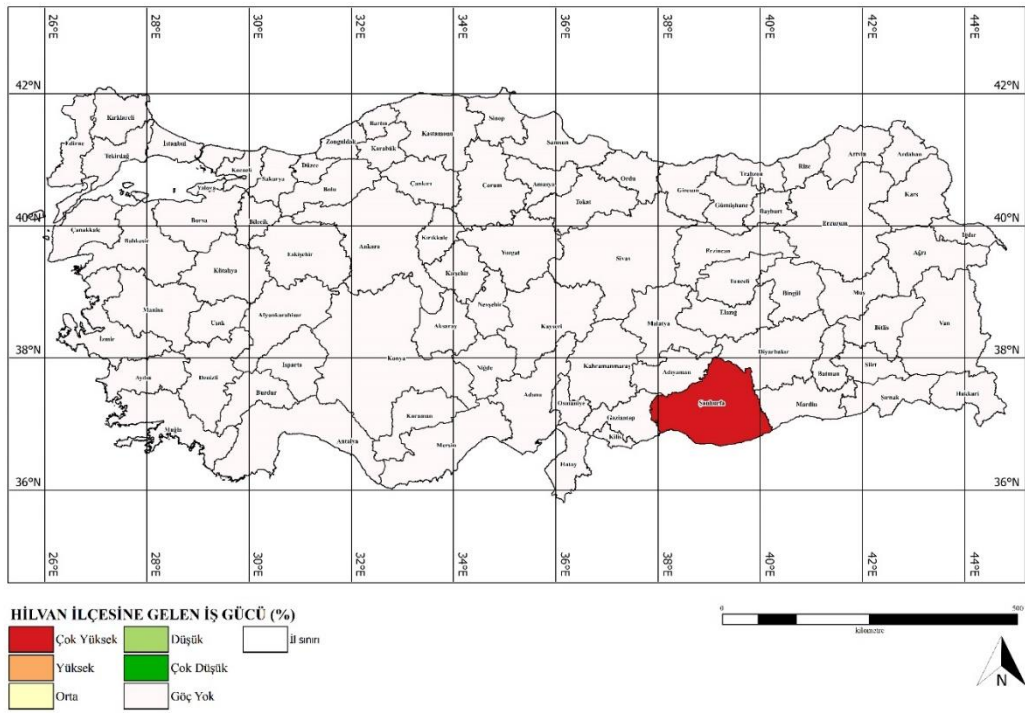 26°E 28°E 30°E 32°E 34°E 36°E 38°E 40°E 42°E 44°E
42°N 42°N
Kırklareli
Edirne
Tekirdağ
İstanbul
Kocaeli
Yalova
Sakarya
Düzce
Zonguldak
Bartın
Karabük
Kastamonu
Sinop
Samsun
Bolu
Çankırı
Çorum
Amasya
Ordu
Tokat
Giresun
Trabzon
Gümüşhane
Bayburt
Rize
Artvin
Ardahan
Kars
Erzurum
40°N 40°N
Çanakkale
Balıkesir
Bursa
Bilecik
Eskişehir
Ankara
Kırıkkale
Yozgat
Sivas
Erzincan
Tunceli
Bingöl
Muş
Ağrı
Iğdır
Kütahya
Manisa
İzmir
Uşak
Afyonkarahisar
Kırşehir
Nevşehir
Aksaray
Kayseri
Malatya
Elazığ
Bitlis
Van
38°N 38°N
Aydın
Denizli
Isparta
Burdur
Konya
Niğde
Kahramanmaraş
Adıyaman
Diyarbakır
Batman
Siirt
Şırnak
Hakkari
Mardin
Şanlıurfa
Muğla
Antalya
Karaman
Mersin
Adana
Osmaniye
Gaziantep
Kilis
Hatay
36°N 36°N
26°E 28°E 30°E 32°E 34°E 36°E 38°E 40°E 42°E 44°E
HİLVAN İLÇESİNE GELEN İŞ GÜCÜ (%)
Çok Yüksek Düşük İl sınırı
Yüksek Çok Düşük
Orta Göç Yok
0 500
kilometre
N